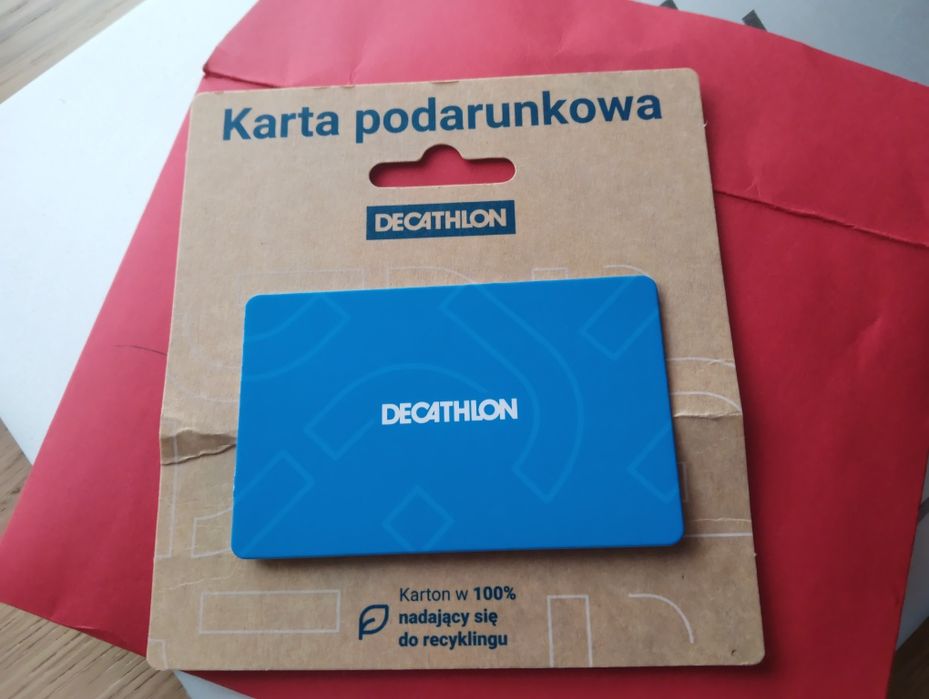 Karta podarunkowa
DECATHLON
DECATHLON
Karton w 100%
nadający się
do recyklingu